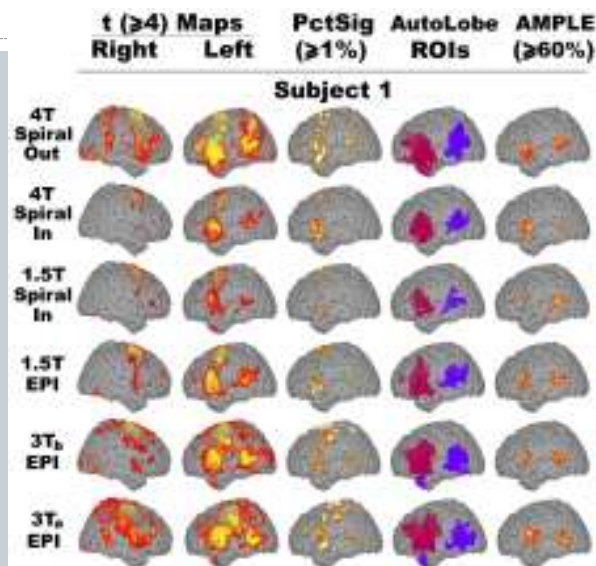 t (≥4) Maps PctSig AutoLobe AMPLE
Right Left (≥1%) ROIs (≥60%)
Subject 1
4T
Spiral
Out
4T
Spiral
In
1.5T
Spiral
In
1.5T
EPI
3Tb
EPI
3Ta
EPI